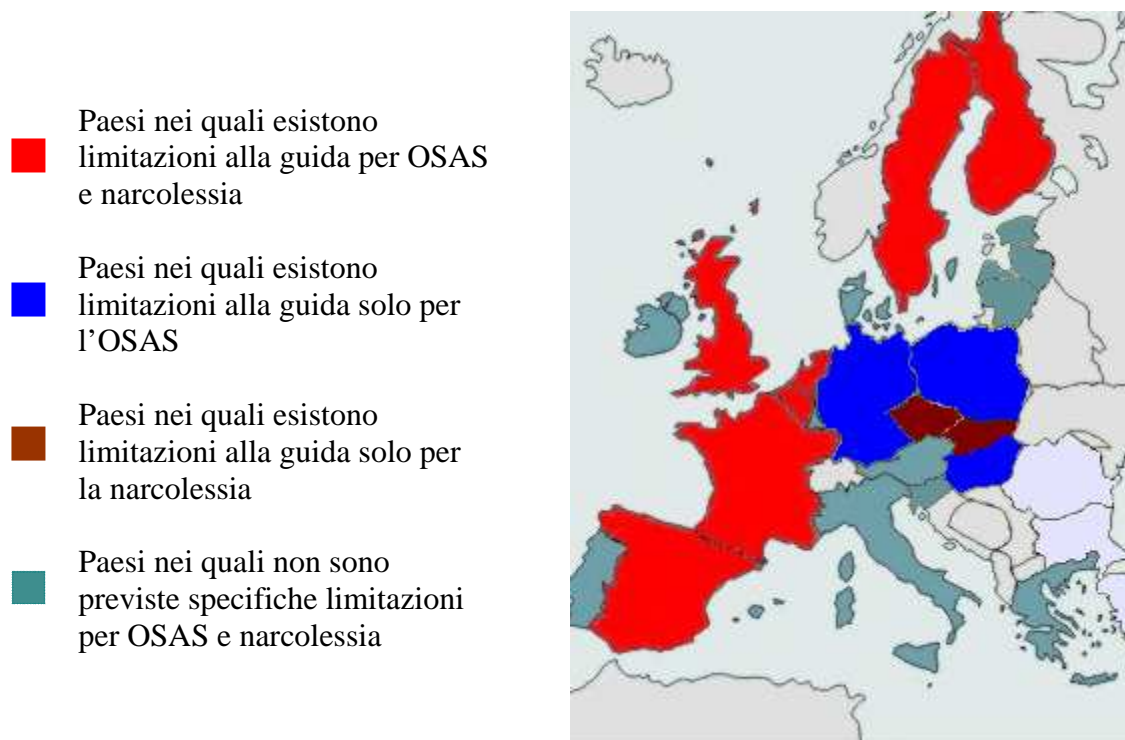 Paesi nei quali esistono
limitazioni alla guida per OSAS
e narcolessia
Paesi nei quali esistono
limitazioni alla guida solo per
l’OSAS
Paesi nei quali esistono
limitazioni alla guida solo per
la narcolessia
Paesi nei quali non sono
previste specifiche limitazioni
per OSAS e narcolessia